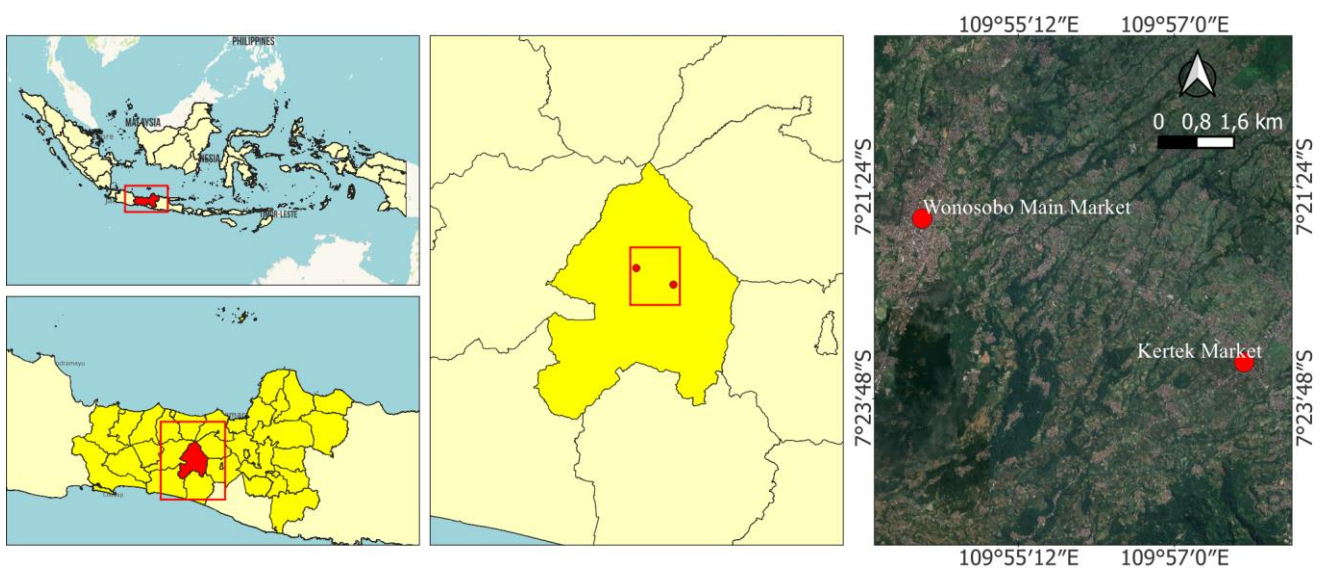 PHILIPPINES
MALAYSIA
NESIA
TIMOR-LESTE
109°55′12″E 109°57′0″E
0 0,8 1,6 km
7°21′24″S
7°21′24″S
Wonosobo Main Market
Kertek Market
7°23′48″S
7°23′48″S
109°55′12″E 109°57′0″E